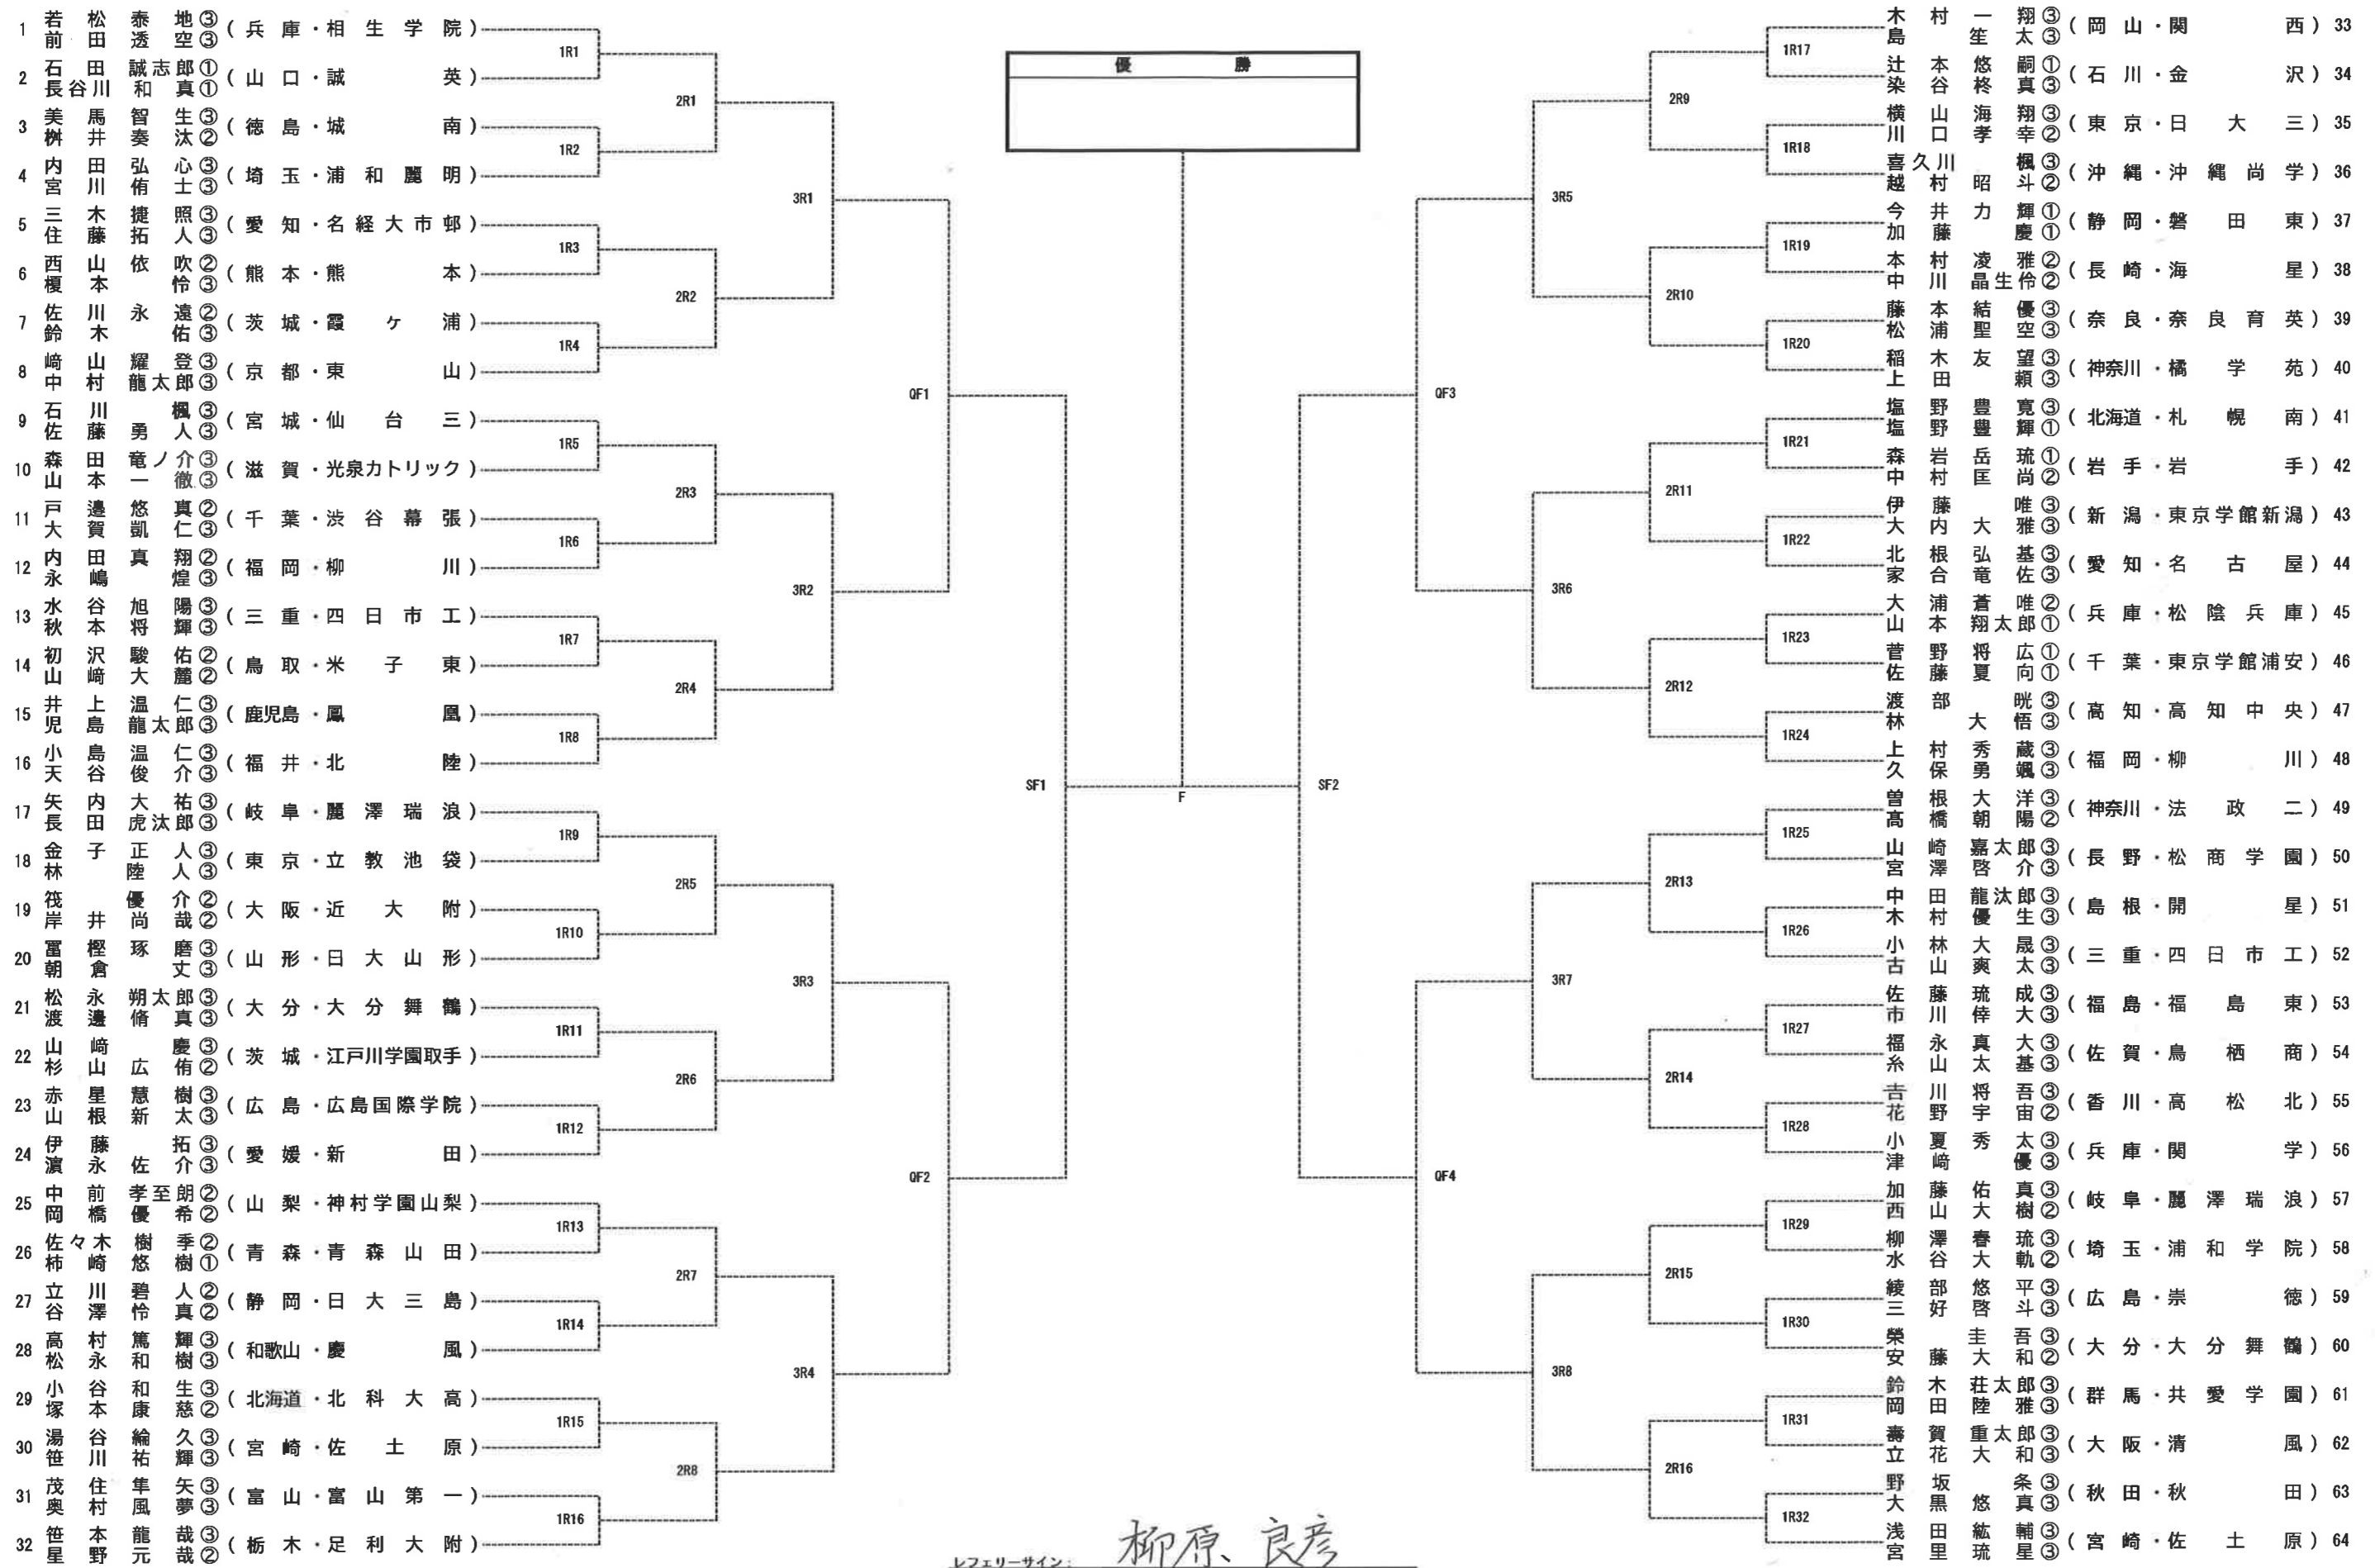 優 勝
1 若松泰地③ 前田透空③ (兵庫・相生学院)
2 石田誠志郎① 長谷川和真① (山口・誠英)
3 美馬智生③ 桝井奏汰② (徳島・城南)
4 内田弘心③ 宮川侑士③ (埼玉・浦和麗明)
5 三木捷照③ 住藤拓人③ (愛知・名経大市邨)
6 西山依吹② 榎本怜③ (熊本・熊本)
7 佐川永遠② 鈴木佑③ (茨城・霞ヶ浦)
8 﨑山耀登③ 中村龍太郎③ (京都・東山)
9 石川楓③ 佐藤勇人③ (宮城・仙台三)
10 森田竜ノ介③ 山本一徹③ (滋賀・光泉カトリック)
11 戸邉悠真② 大賀凱仁③ (千葉・渋谷幕張)
12 内田真翔② 永嶋煌③ (福岡・柳川)
13 水谷旭陽③ 秋本将輝③ (三重・四日市工)
14 初沢駿佑② 山﨑大麓② (鳥取・米子東)
15 井上温仁③ 児島龍太郎③ (鹿児島・鳳凰)
16 小島温仁③ 天谷俊介③ (福井・北陸)
17 矢内大祐③ 長田虎汰郎③ (岐阜・麗澤瑞浪)
18 金子正人③ 林陸人③ (東京・立教池袋)
19 筏優介② 岸井尚哉② (大阪・近大附)
20 冨樫琢磨③ 朝倉丈③ (山形・日大山形)
21 松永朔太郎③ 渡邊脩真③ (大分・大分舞鶴)
22 山﨑慶③ 杉山広侑② (茨城・江戸川学園取手)
23 赤星慧樹③ 山根新太③ (広島・広島国際学院)
24 伊藤拓③ 濵永佐介③ (愛媛・新田)
25 中前孝至朗② 岡橋優希② (山梨・神村学園山梨)
26 佐々木樹季② 柿崎悠樹① (青森・青森山田)
27 立川碧人② 谷澤怜真② (静岡・日大三島)
28 高村篤輝③ 松永和樹③ (和歌山・慶風)
29 小谷和生③ 塚本康慈② (北海道・北科大高)
30 湯谷綸久③ 笹川祐輝③ (宮崎・佐土原)
31 茂住隼矢③ 奥村風夢③ (富山・富山第一)
32 笹本龍哉③ 星野元哉② (栃木・足利大附)
1R1 1R2 1R3 1R4 1R5 1R6 1R7 1R8 1R9 1R10 1R11 1R12 1R13 1R14 1R15 1R16
2R1 2R2 2R3 2R4 2R5 2R6 2R7 2R8
3R1 3R2 3R3 3R4
QF1 QF2
SF1 F SF2
QF3 QF4
3R5 3R6 3R7 3R8
2R9 2R10 2R11 2R12 2R13 2R14 2R15 2R16
1R17 1R18 1R19 1R20 1R21 1R22 1R23 1R24 1R25 1R26 1R27 1R28 1R29 1R30 1R31 1R32
木村一翔③ 島笙太③ (岡山・関西) 33
辻本悠嗣① 染谷柊真③ (石川・金沢) 34
横山海翔③ 川口孝幸② (東京・日大三) 35
喜久川楓③ 越村昭斗② (沖縄・沖縄尚学) 36
今井力輝① 加藤慶① (静岡・磐田東) 37
本村凌雅② 中川晶生伶② (長崎・海星) 38
藤本結優③ 松浦聖空③ (奈良・奈良育英) 39
稲木友望③ 上田頼③ (神奈川・橘学苑) 40
塩野豊寛③ 塩野豊輝① (北海道・札幌南) 41
森岩岳琉① 中村匡尚② (岩手・岩手) 42
伊藤唯③ 大内大雅③ (新潟・東京学館新潟) 43
北根弘基③ 家合竜佐③ (愛知・名古屋) 44
大浦蒼唯② 山本翔太郎① (兵庫・松陰兵庫) 45
菅野将広① 佐藤夏向① (千葉・東京学館浦安) 46
渡部晄③ 林大悟③ (高知・高知中央) 47
上村秀蔵③ 久保勇颯③ (福岡・柳川) 48
曽根大洋③ 髙橋朝陽② (神奈川・法政二) 49
山崎嘉太郎③ 宮澤啓介③ (長野・松商学園) 50
中田龍汰郎③ 木村優生③ (島根・開星) 51
小林大晟③ 古山爽太③ (三重・四日市工) 52
佐藤琉成③ 市川倖大③ (福島・福島東) 53
福永真大③ 糸山太基③ (佐賀・鳥栖商) 54
吉川将吾③ 花野宇宙② (香川・高松北) 55
小夏秀太③ 津﨑優③ (兵庫・関学) 56
加藤佑真③ 西山大樹② (岐阜・麗澤瑞浪) 57
柳澤春琉③ 水谷大軌② (埼玉・浦和学院) 58
綾部悠平③ 三好啓斗③ (広島・崇徳) 59
榮圭吾③ 安藤大和② (大分・大分舞鶴) 60
鈴木荘太郎③ 岡田陸雅③ (群馬・共愛学園) 61
壽賀重太郎③ 立花大和③ (大阪・清風) 62
野坂条③ 大黒悠真③ (秋田・秋田) 63
浅田紘輔③ 宮里琉星③ (宮崎・佐土原) 64
レフェリーサイン: 柳原 良彦